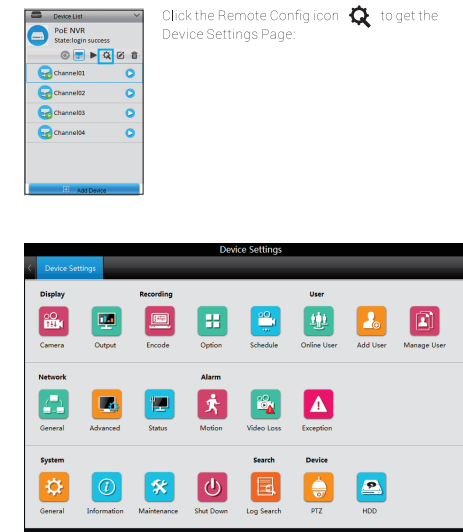 Device List
PoE NVR
State:login success
Channel01
Channel02
Channel03
Channel04
Add Device
Click the Remote Config icon to get the
Device Settings Page:
Device Settings
Device Settings
Display Recording User
Camera Output Encode Option Schedule Online User Add User Manage User
Network Alarm
General Advanced Status Motion Video Loss Exception
System Search Device
General Information Maintenance Shut Down Log Search PTZ HDD